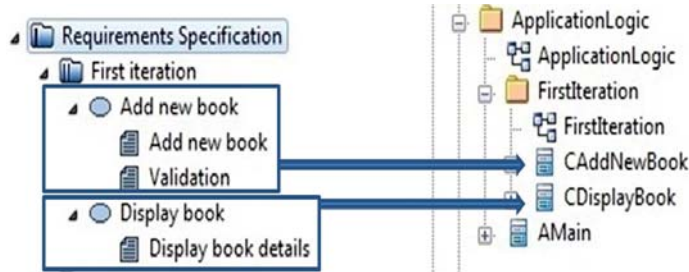 Requirements Specification
First iteration
Add new book
Add new book
Validation
Display book
Display book details
ApplicationLogic
ApplicationLogic
FirstIteration
FirstIteration
CAddNewBook
CDisplayBook
AMain